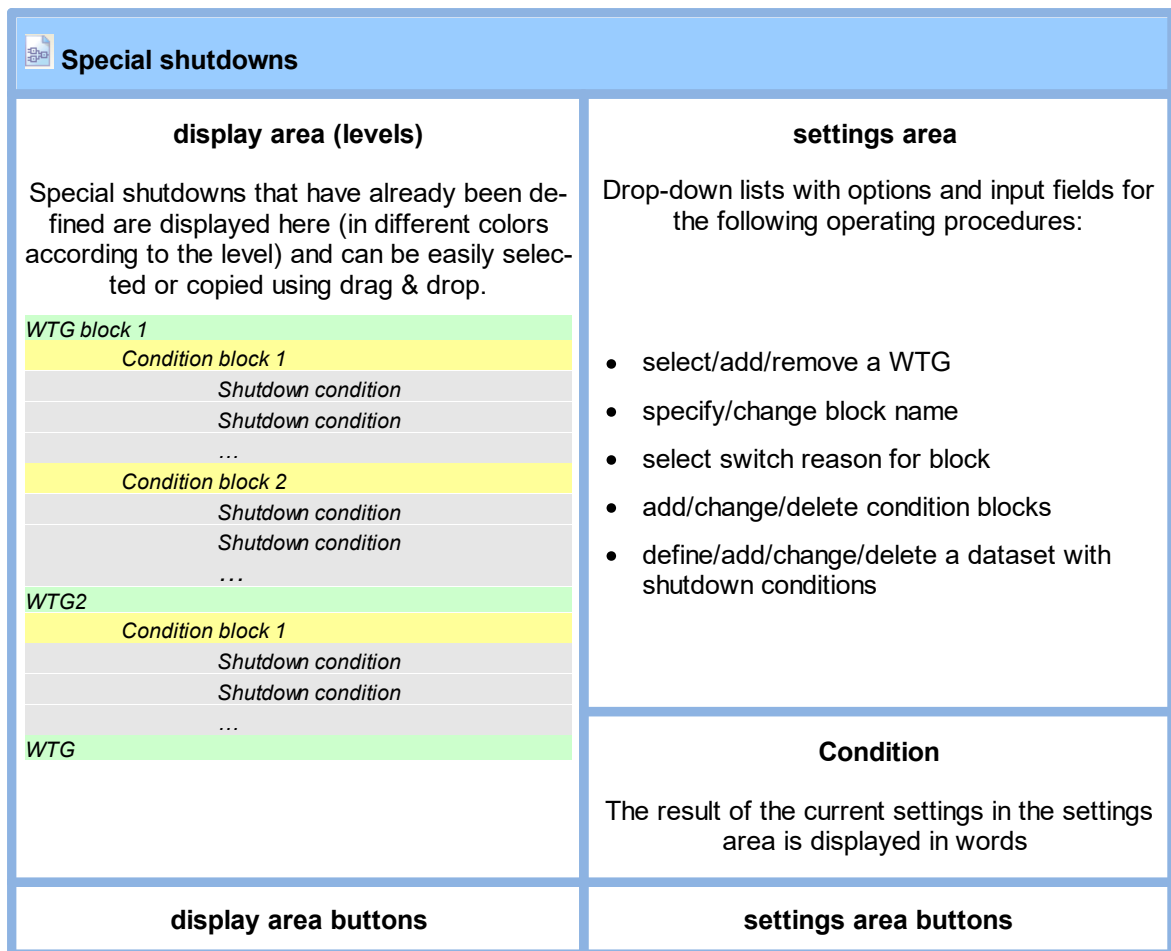 Special shutdowns
display area (levels)
Special shutdowns that have already been de-
fined are displayed here (in different colors
according to the level) and can be easily selec-
ted or copied using drag & drop.
WTG block 1
Condition block 1
Shutdown condition
Shutdown condition
…
Condition block 2
Shutdown condition
Shutdown condition
…
WTG2
Condition block 1
Shutdown condition
Shutdown condition
…
WTG
settings area
Drop-down lists with options and input fields for
the following operating procedures:
• select/add/remove a WTG
• specify/change block name
• select switch reason for block
• add/change/delete condition blocks
• define/add/change/delete a dataset with
shutdown conditions
Condition
The result of the current settings in the settings
area is displayed in words
display area buttons
settings area buttons